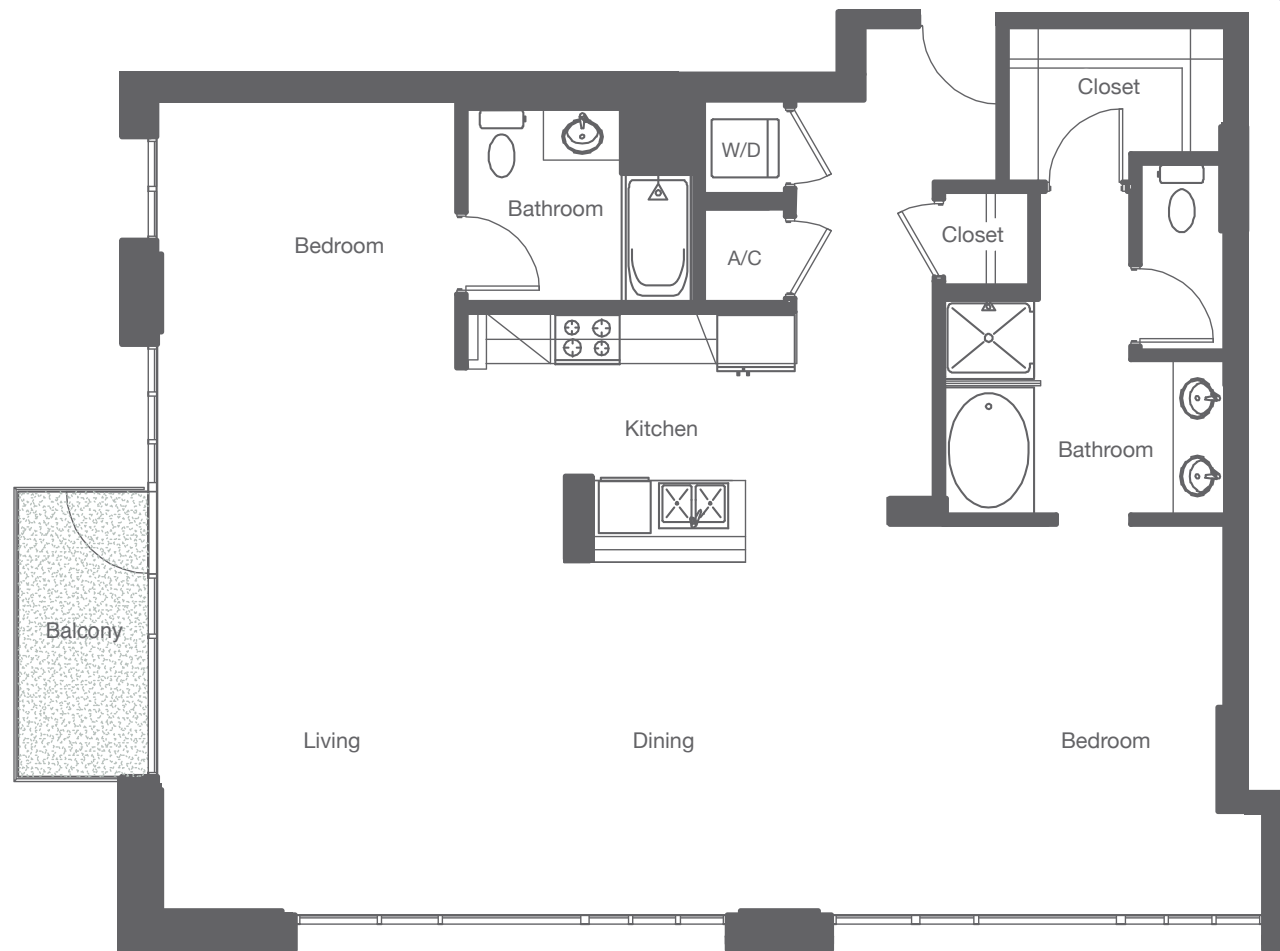 Closet
W/D
Bathroom
Bedroom
Closet
A/C
Kitchen
Bathroom
Balcony
Living
Dining
Bedroom